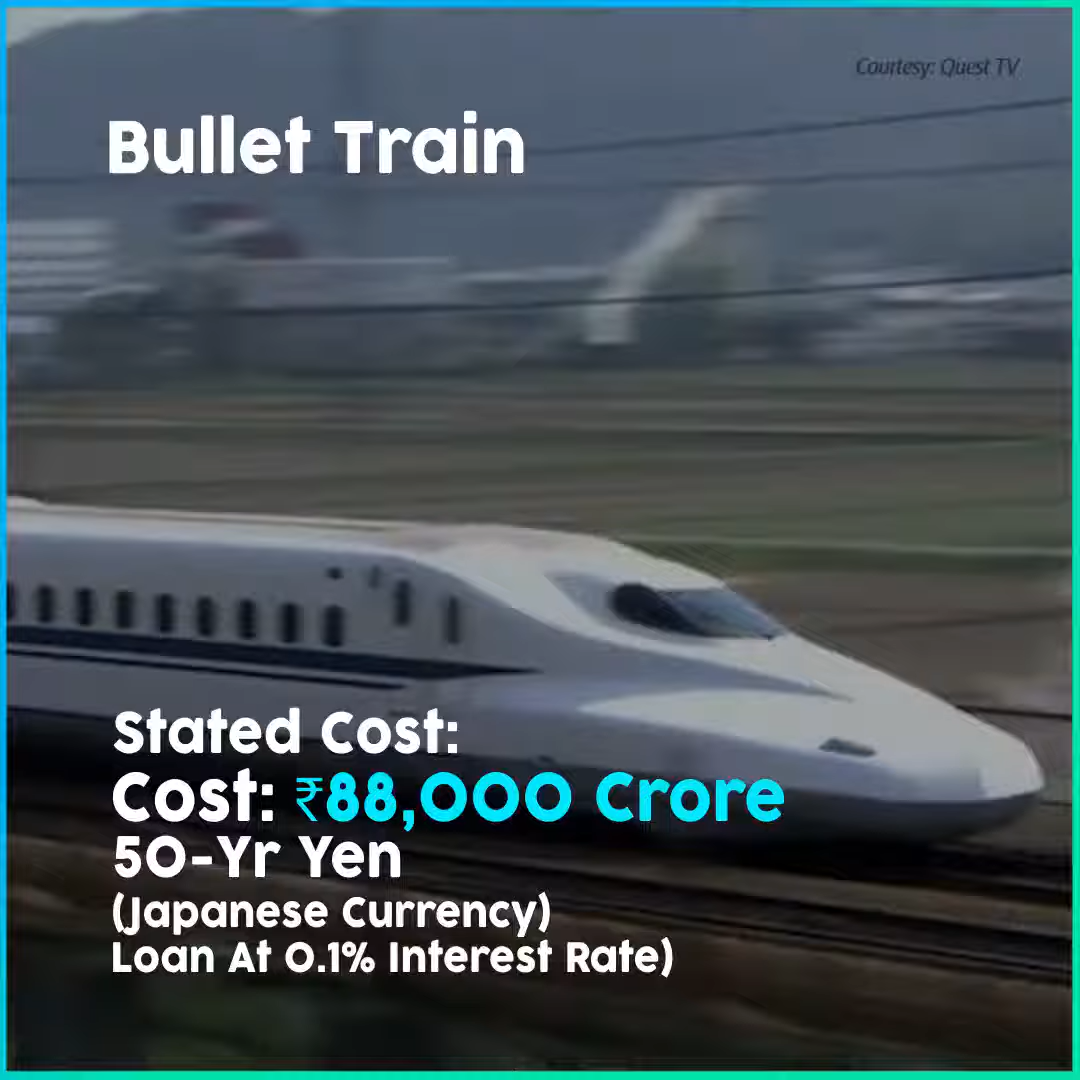 Courtesy: Quest TV
Bullet Train
Stated Cost:
Cost: ₹88,000 Crore
50-Yr Yen
(Japanese Currency)
Loan At 0.1% Interest Rate)